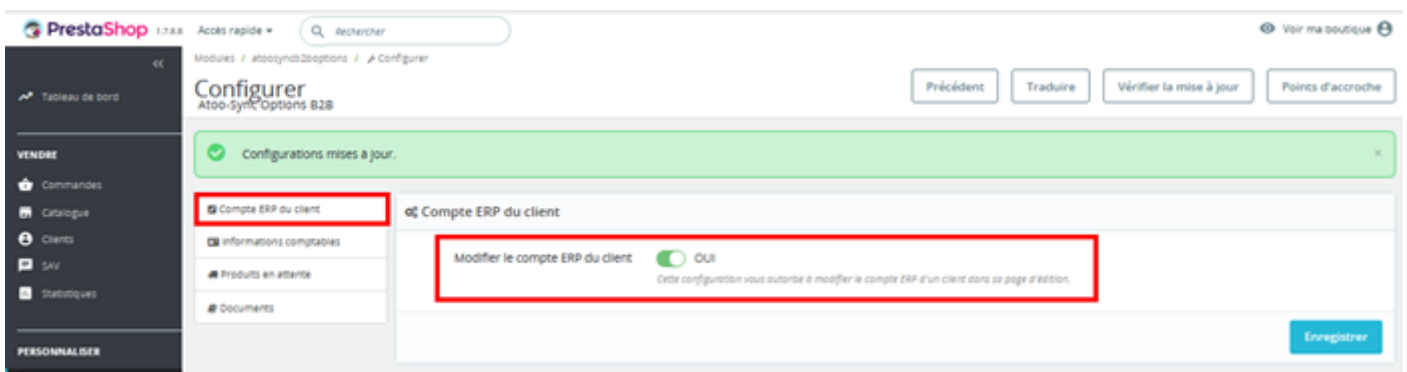 PrestaShop 1.7.8.8 Accès rapide Rechercher Voir ma boutique
Modules / atoosyncb2boptions / Configurer
Configurer
Atoo-Sync Options B2B
Précédent Traduire Vérifier la mise à jour Points d'accroche
Tableau de bord
Configurations mises à jour.
VENDRE
Commandes
Catalogue
Clients
SAV
Statistiques
PERSONNALISER
Compte ERP du client
Informations comptables
Produits en attente
Documents
Compte ERP du client
Modifier le compte ERP du client OUI
Cette configuration vous autorise à modifier le compte ERP d'un client dans sa page d'édition.
Enregistrer